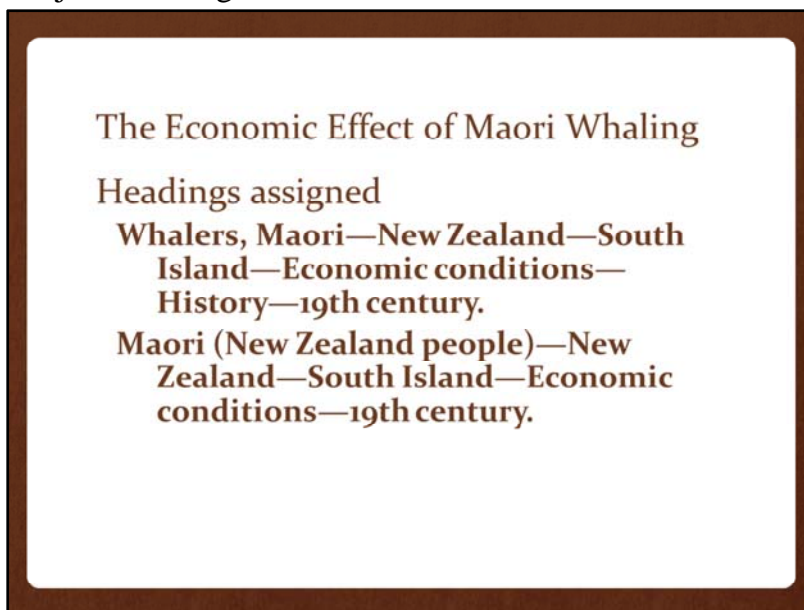 The Economic Effect of Maori Whaling
Headings assigned
Whalers, Maori—New Zealand—South
Island—Economic conditions—
History—19th century.
Maori (New Zealand people)—New
Zealand—South Island—Economic
conditions—19th century.